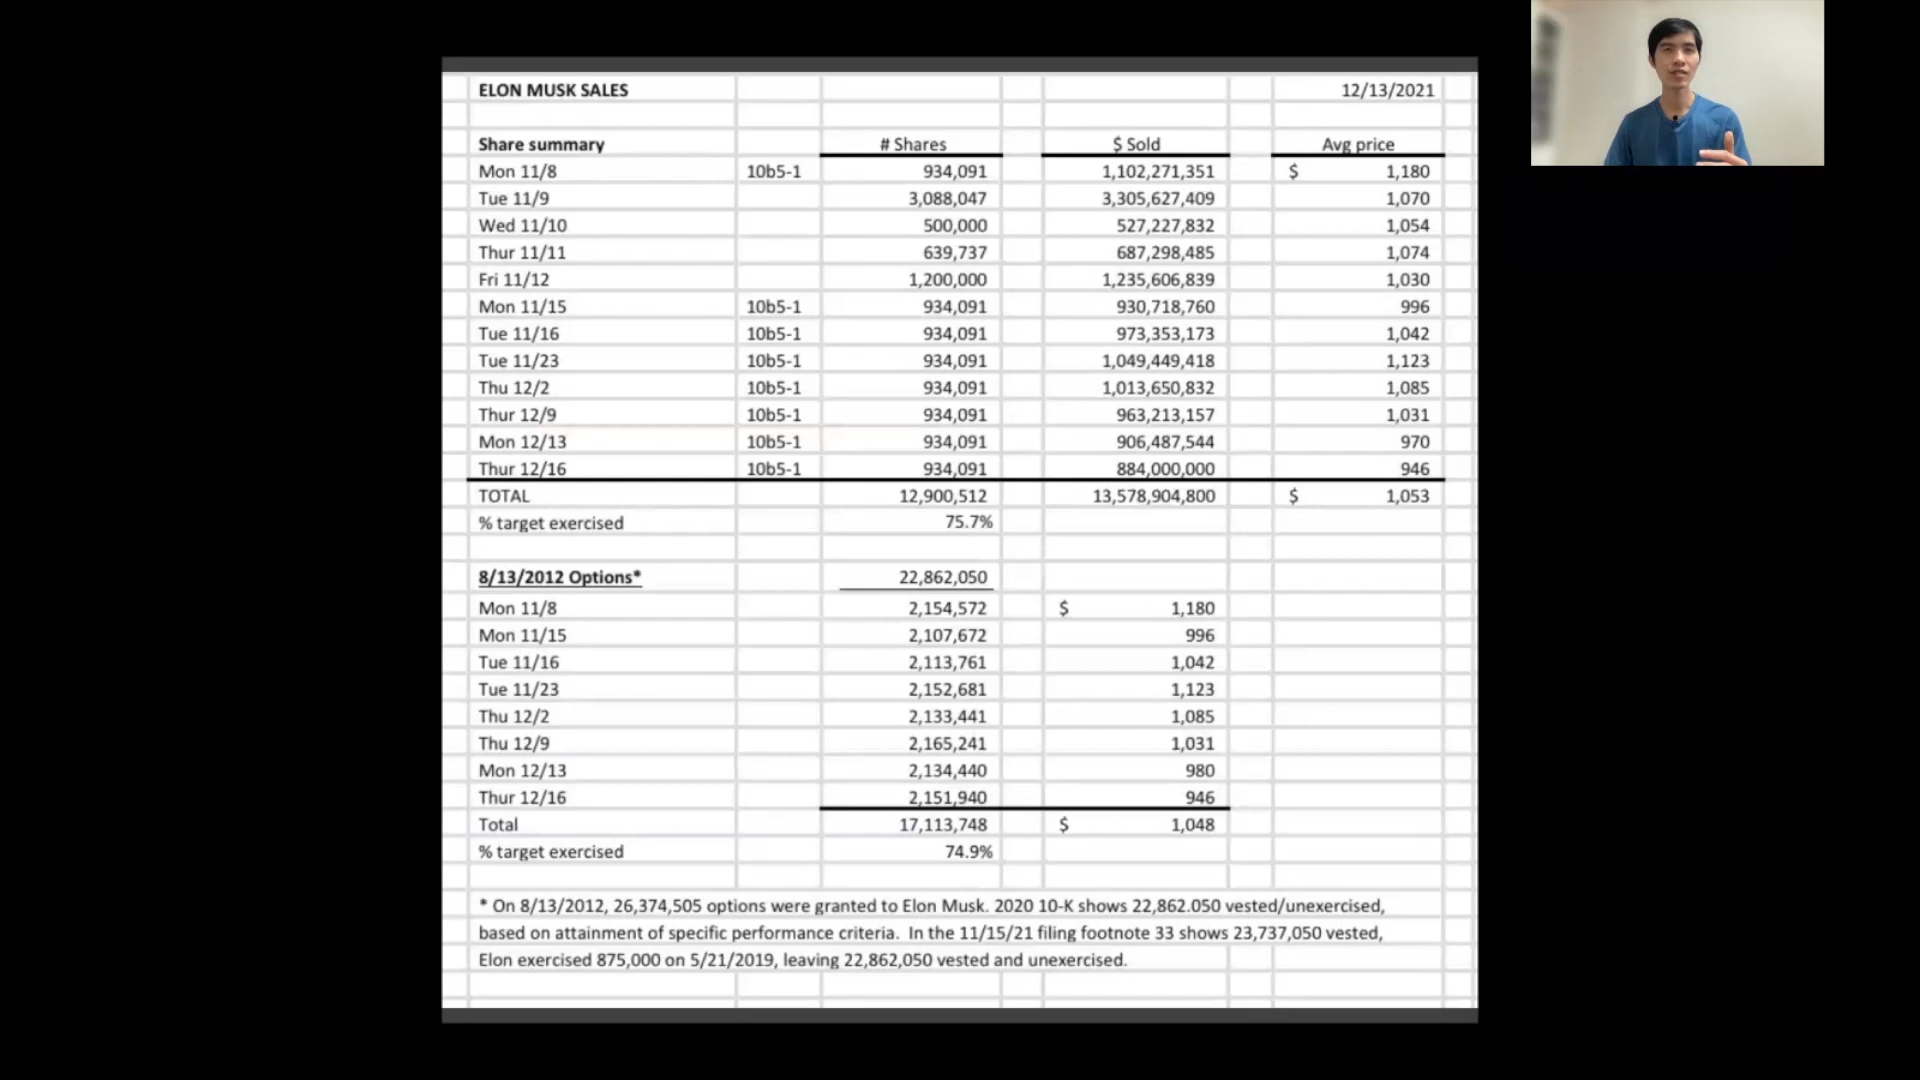 ELON MUSK SALES 12/13/2021
Share summary # Shares $ Sold Avg price
Mon 11/8 10b5-1 934,091 1,102,271,351 $ 1,180
Tue 11/9 3,088,047 3,305,627,409 1,070
Wed 11/10 500,000 527,227,832 1,054
Thur 11/11 639,737 687,298,485 1,074
Fri 11/12 1,200,000 1,235,606,839 1,030
Mon 11/15 10b5-1 934,091 930,718,760 996
Tue 11/16 10b5-1 934,091 973,353,173 1,042
Tue 11/23 10b5-1 934,091 1,049,449,418 1,123
Thu 12/2 10b5-1 934,091 1,013,650,832 1,085
Thur 12/9 10b5-1 934,091 963,213,157 1,031
Mon 12/13 10b5-1 934,091 906,487,544 970
Thur 12/16 10b5-1 934,091 884,000,000 946
TOTAL 12,900,512 13,578,904,800 $ 1,053
% target exercised 75.7%
8/13/2012 Options* 22,862,050
Mon 11/8 2,154,572 $ 1,180
Mon 11/15 2,107,672 996
Tue 11/16 2,113,761 1,042
Tue 11/23 2,152,681 1,123
Thu 12/2 2,133,441 1,085
Thu 12/9 2,165,241 1,031
Mon 12/13 2,134,440 980
Thur 12/16 2,151,940 946
Total 17,113,748 $ 1,048
% target exercised 74.9%
* On 8/13/2012, 26,374,505 options were granted to Elon Musk. 2020 10-K shows 22,862.050 vested/unexercised,
based on attainment of specific performance criteria. In the 11/15/21 filing footnote 33 shows 23,737,050 vested,
Elon exercised 875,000 on 5/21/2019, leaving 22,862,050 vested and unexercised.